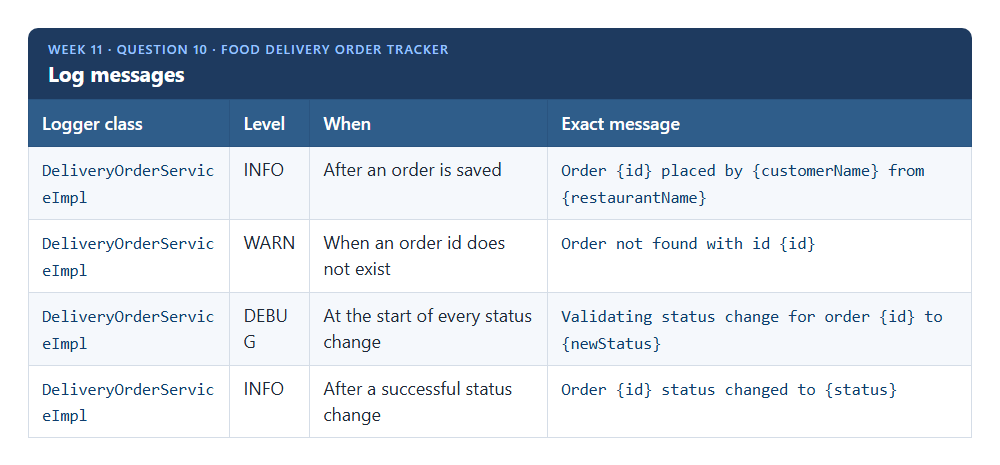 WEEK 11 · QUESTION 10 · FOOD DELIVERY ORDER TRACKER
Log messages
Logger class Level When Exact message
DeliveryOrderServic INFO After an order is saved Order {id} placed by {customerName} from
eImpl {restaurantName}
DeliveryOrderServic WARN When an order id does Order not found with id {id}
eImpl not exist
DeliveryOrderServic DEBU At the start of every status Validating status change for order {id} to
eImpl G change {newStatus}
DeliveryOrderServic INFO After a successful status Order {id} status changed to {status}
eImpl change